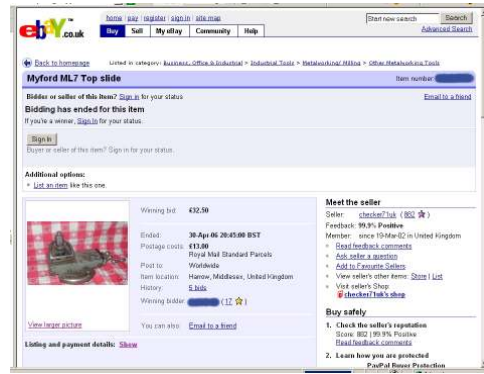 ebY.co.uk
home | pay | register | sign in | site map
Start new search Search
Buy Sell My eBay Community Help
Advanced Search
Back to homepage Listed in category: Business, Office & Industrial > Industrial Tools > Metalworking/ Milling > Other Metalworking Tools
Myford ML7 Top slide Item number:
Bidder or seller of this item? Sign in for your status Email to a friend
Bidding has ended for this item
If you're a winner, Sign In for your status.
Sign In
Buyer or seller of this item? Sign in for your status.
Additional options:
List an item like this one.
Winning bid: £32.50
Ended: 30-Apr-06 20:45:00 BST
Postage costs: £13.00
Royal Mail Standard Parcels
Post to: Worldwide
Item location: Harrow, Middlesex, United Kingdom
History: 5 bids
Winning bidder: ( 17 )
View larger picture
You can also: Email to a friend
Listing and payment details: Show
Meet the seller
Seller: checker71uk ( 882 )
Feedback: 99.9% Positive
Member: since 19-Mar-02 in United Kingdom
Read feedback comments
Ask seller a question
Add to Favourite Sellers
View seller's other items: Store | List
Visit seller's Shop:
checker71uk's shop
Buy safely
1. Check the seller's reputation
Score: 882 | 99.9% Positive
Read feedback comments
2. Learn how you are protected
PayPal Buyer Protection